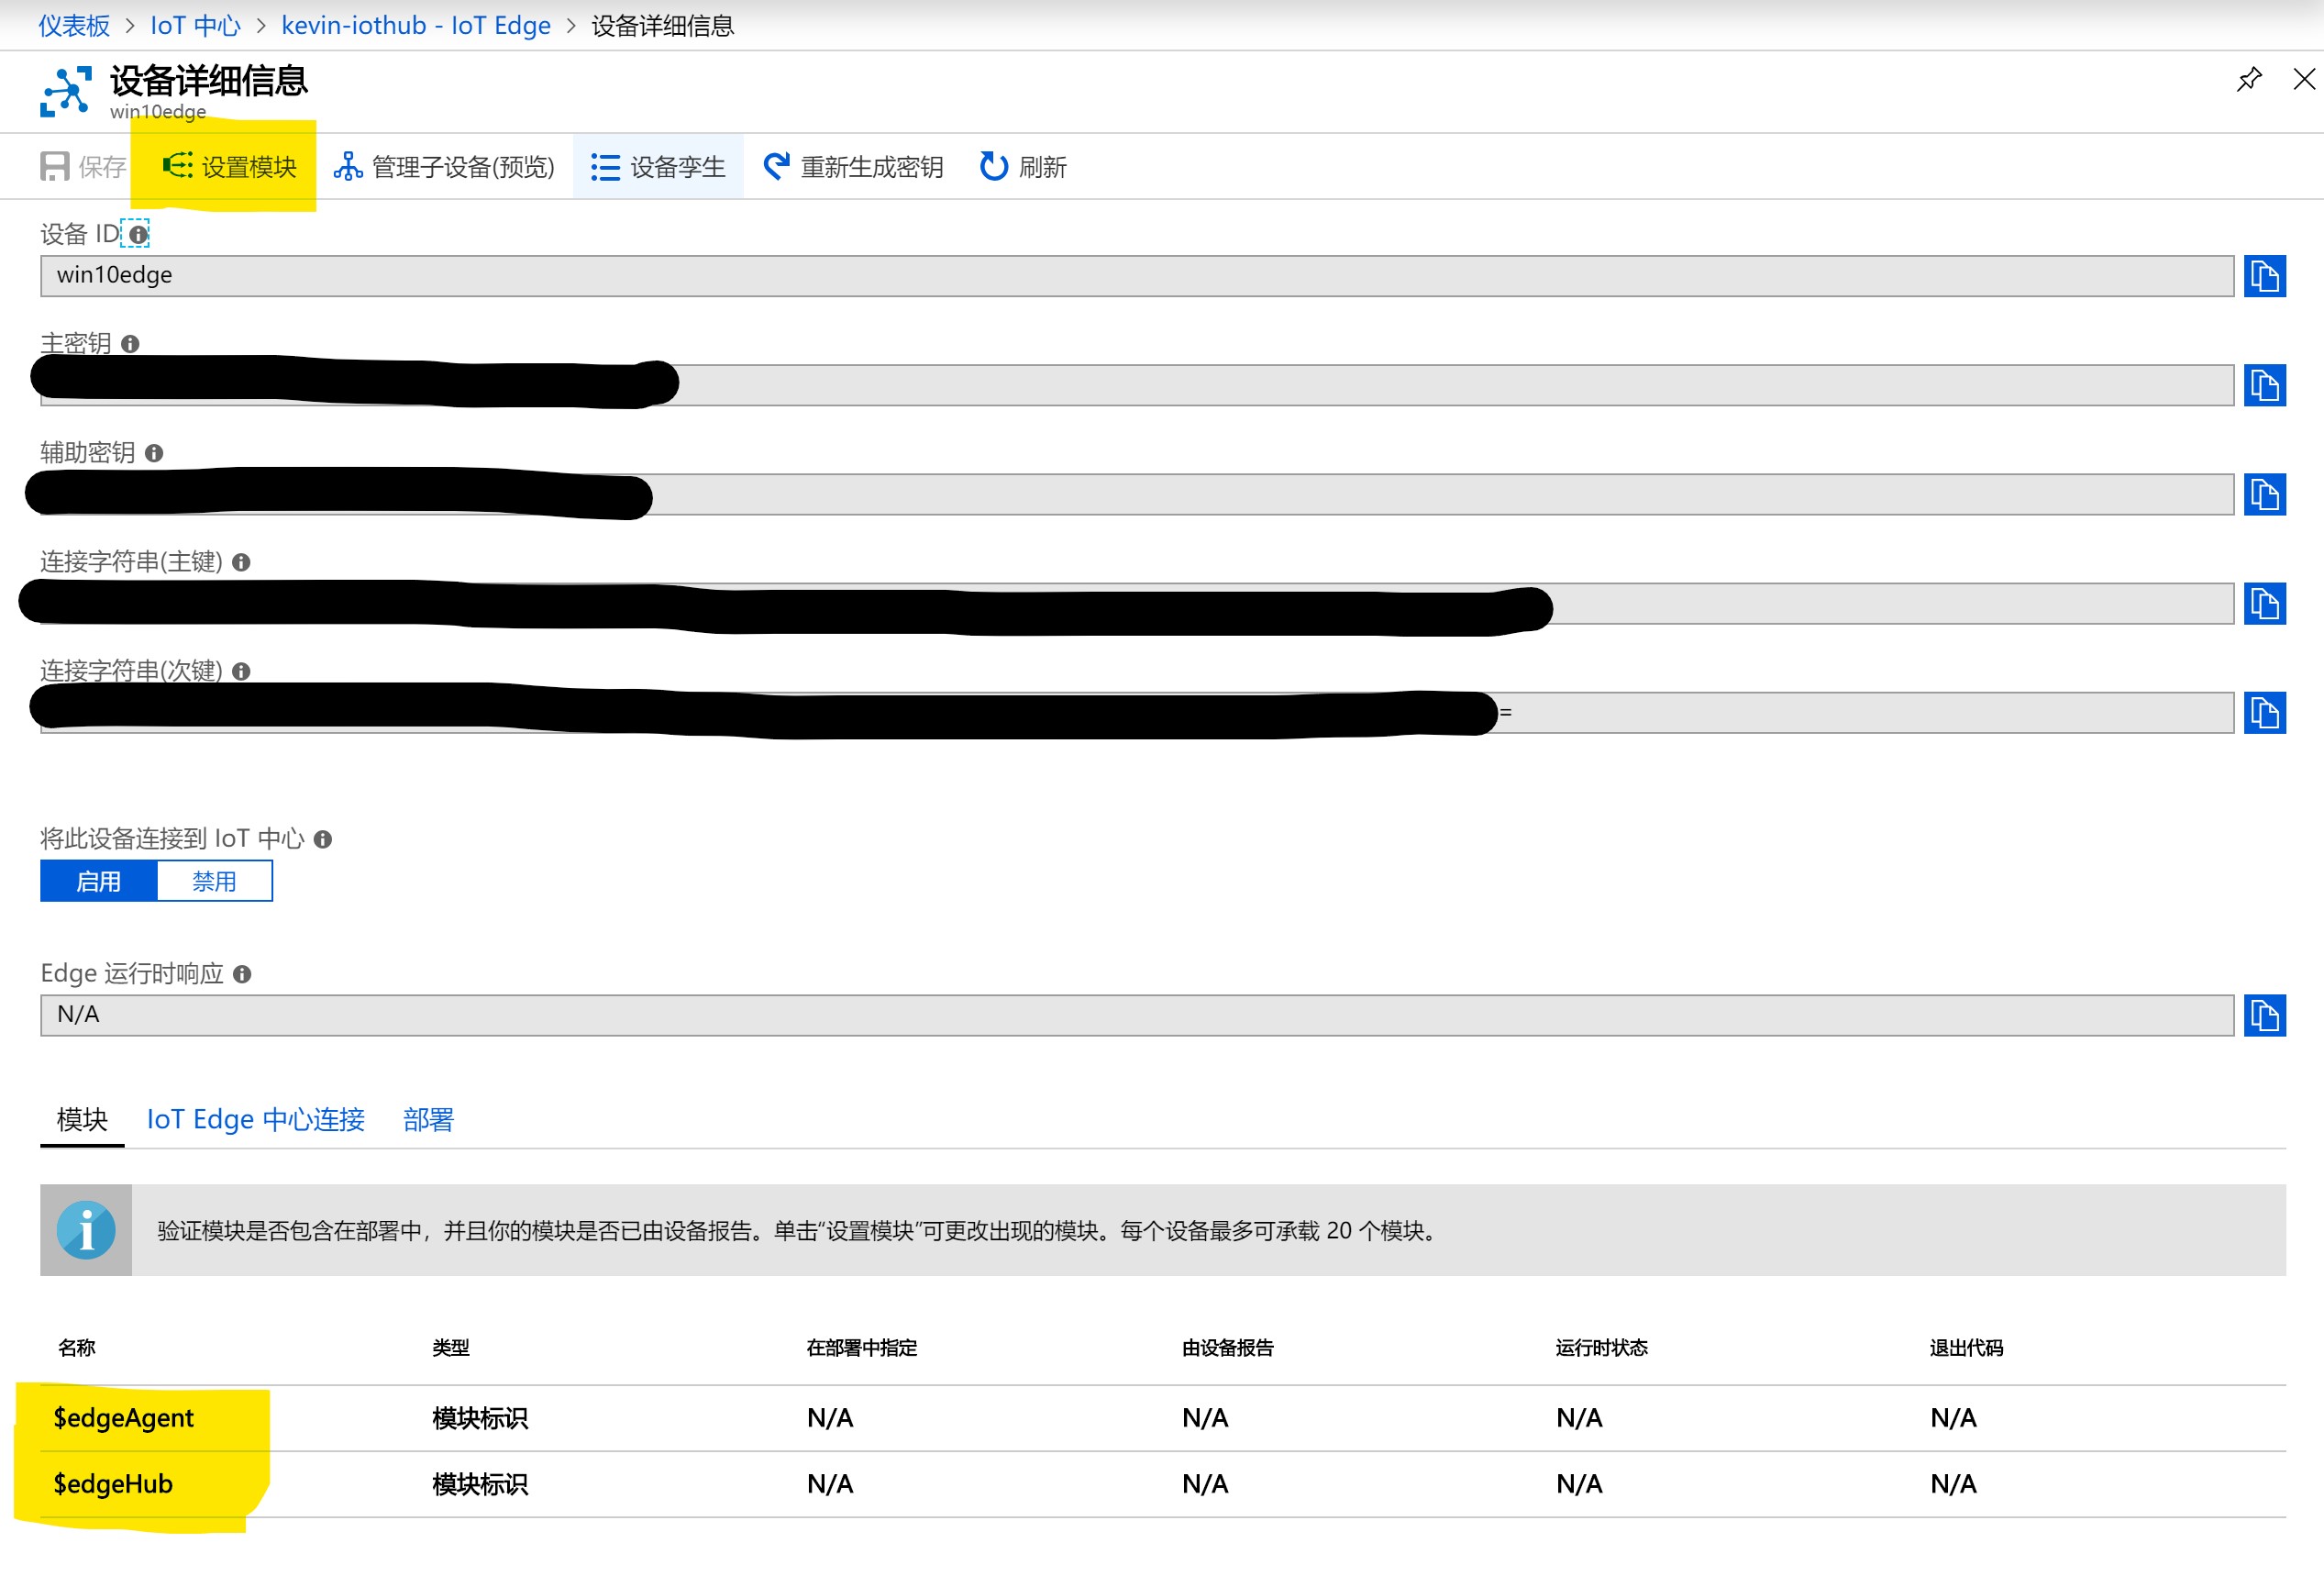 仪表板 > IoT 中心 > kevin-iothub - IoT Edge > 设备详细信息
设备详细信息
win10edge
保存 设置模块 管理子设备(预览) 设备孪生 重新生成密钥 刷新
设备 ID
win10edge
主密钥
辅助密钥
连接字符串(主键)
连接字符串(次键)
=
将此设备连接到 IoT 中心
启用 禁用
Edge 运行时响应
N/A
模块 IoT Edge 中心连接 部署
验证模块是否包含在部署中，并且你的模块是否已由设备报告。单击“设置模块”可更改出现的模块。每个设备最多可承载 20 个模块。
名称 类型 在部署中指定 由设备报告 运行时状态 退出代码
$edgeAgent 模块标识 N/A N/A N/A N/A
$edgeHub 模块标识 N/A N/A N/A N/A